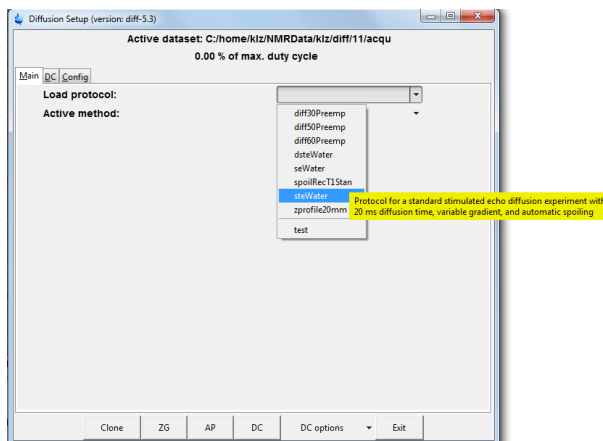 Diffusion Setup (version: diff-5.3)
Active dataset: C:/home/klz/NMRData/klz/diff/11/acqu
0.00 % of max. duty cycle
Main DC Config
Load protocol:
Active method:
diff30Preemp
diff50Preemp
diff60Preemp
dsteWater
seWater
spoilRecT1Stan
steWater
zprofile20mm
test
Protocol for a standard stimulated echo diffusion experiment with
20 ms diffusion time, variable gradient, and automatic spoiling
Clone ZG AP DC DC options Exit